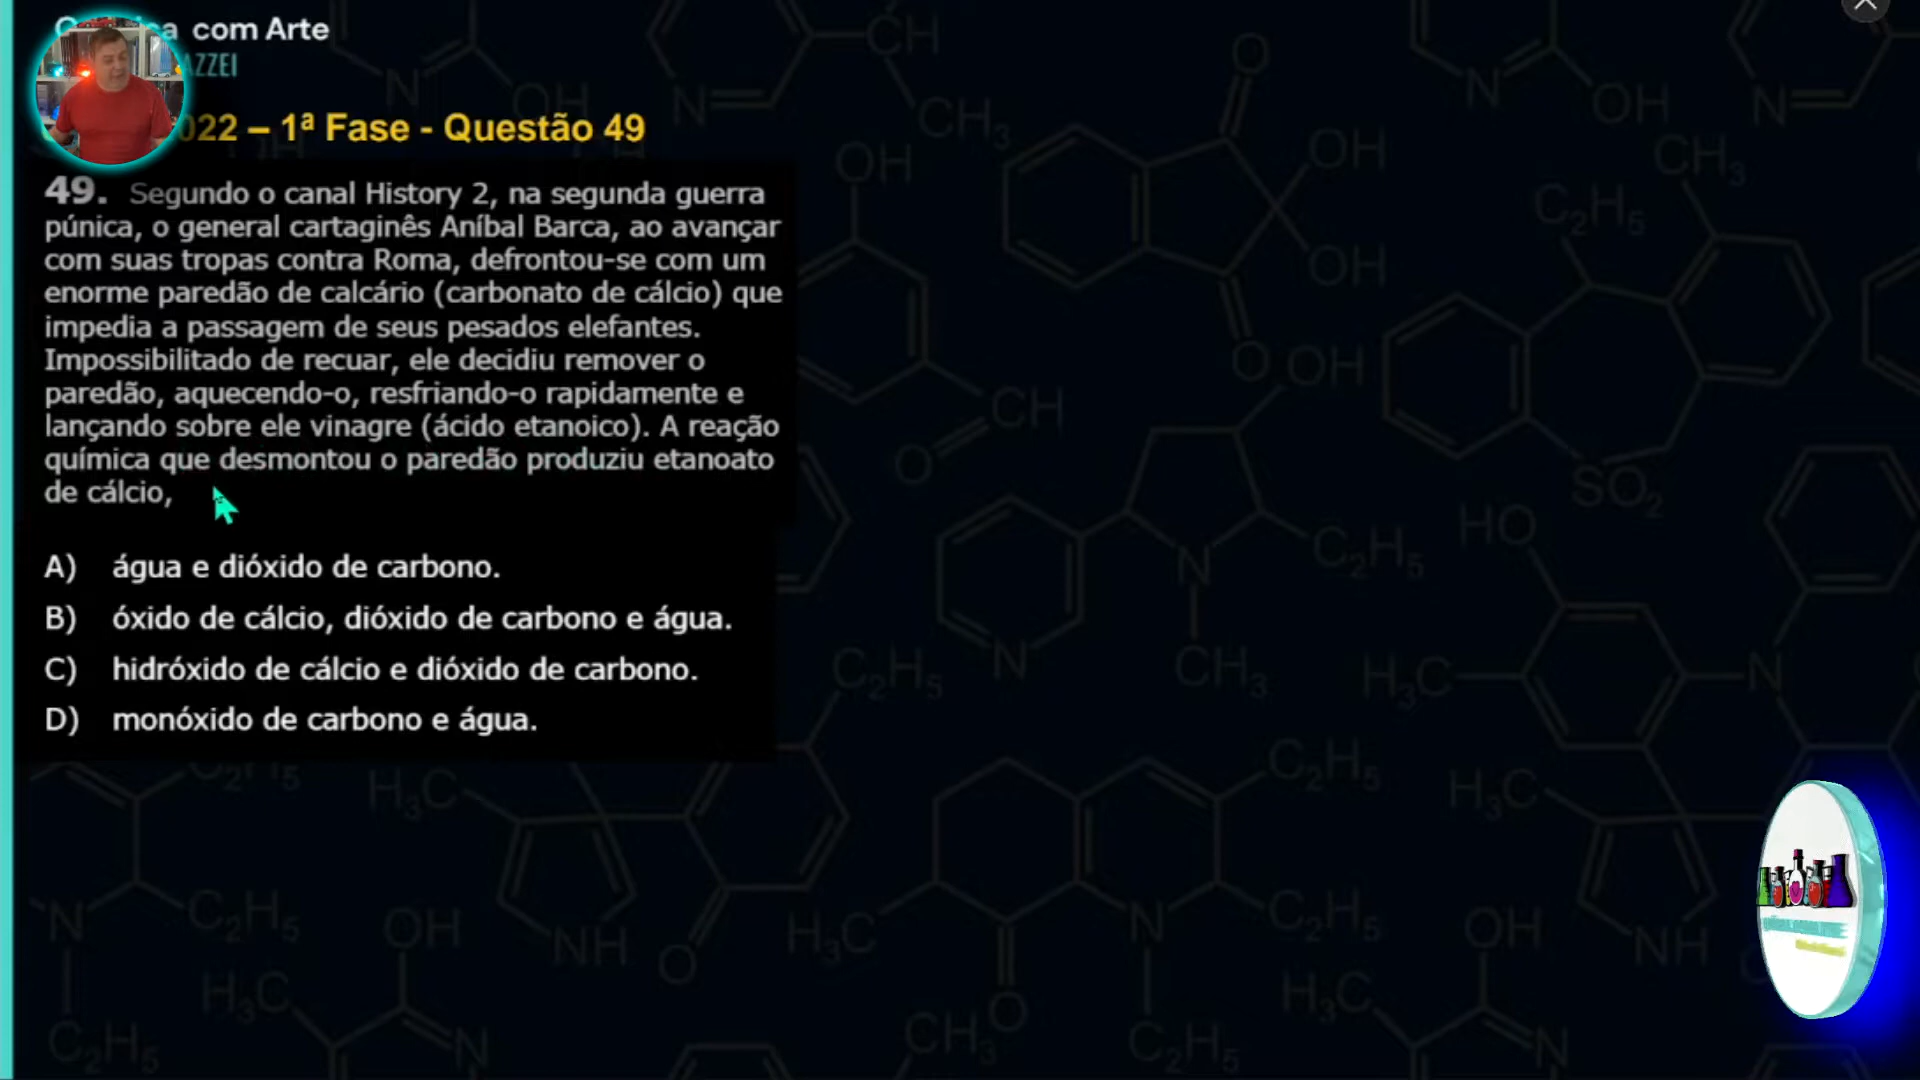 com Arte
AZZEI
022 – 1ª Fase - Questão 49
49. Segundo o canal History 2, na segunda guerra
púnica, o general cartaginês Aníbal Barca, ao avançar
com suas tropas contra Roma, defrontou-se com um
enorme paredão de calcário (carbonato de cálcio) que
impedia a passagem de seus pesados elefantes.
Impossibilitado de recuar, ele decidiu remover o
paredão, aquecendo-o, resfriando-o rapidamente e
lançando sobre ele vinagre (ácido etanoico). A reação
química que desmontou o paredão produziu etanoato
de cálcio,
A) água e dióxido de carbono.
B) óxido de cálcio, dióxido de carbono e água.
C) hidróxido de cálcio e dióxido de carbono.
D) monóxido de carbono e água.